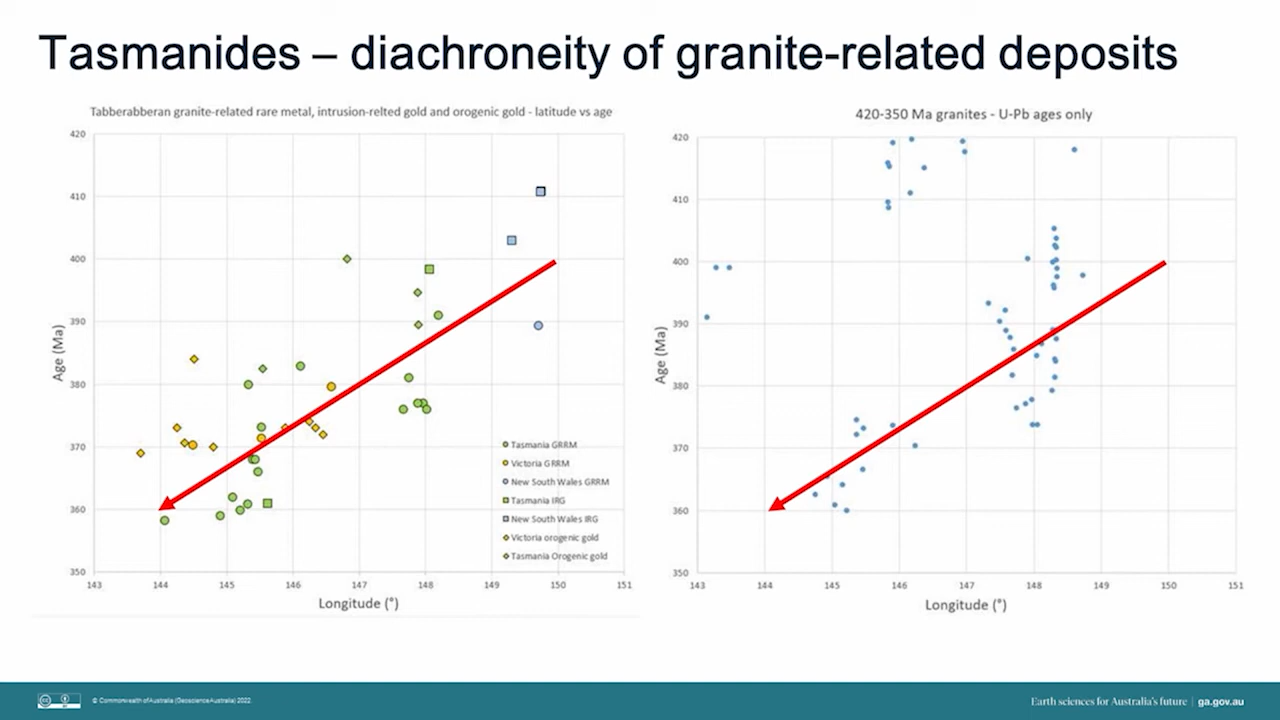 Tasmanides – diachroneity of granite-related deposits
Tabberabberan granite-related rare metal, intrusion-relted gold and orogenic gold - latitude vs age
420
410
400
390
380
370
360
350
143
144
145
146
147
148
149
150
151
Age (Ma)
Longitude (°)
Tasmania GRRM
Victoria GRRM
New South Wales GRRM
Tasmania IRG
New South Wales IRG
Victoria orogenic gold
Tasmania Orogenic gold
420-350 Ma granites - U-Pb ages only
420
410
400
390
380
370
360
350
143
144
145
146
147
148
149
150
151
Age (Ma)
Longitude (°)
© Commonwealth of Australia (Geoscience Australia) 2022.
Earth sciences for Australia's future | ga.gov.au